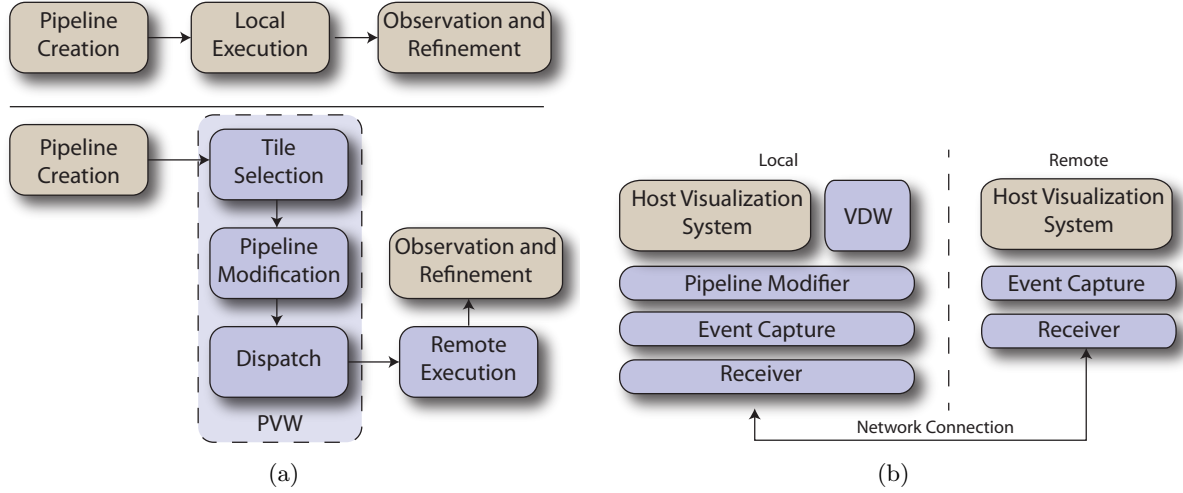 Pipeline
Creation
Local
Execution
Observation and
Refinement
Pipeline
Creation
Tile
Selection
Pipeline
Modification
Dispatch
PVW
Remote
Execution
Observation and
Refinement
(a)
Local
Remote
Host Visualization
System
VDW
Host Visualization
System
Pipeline Modifier
Event Capture
Event Capture
Receiver
Receiver
Network Connection
(b)